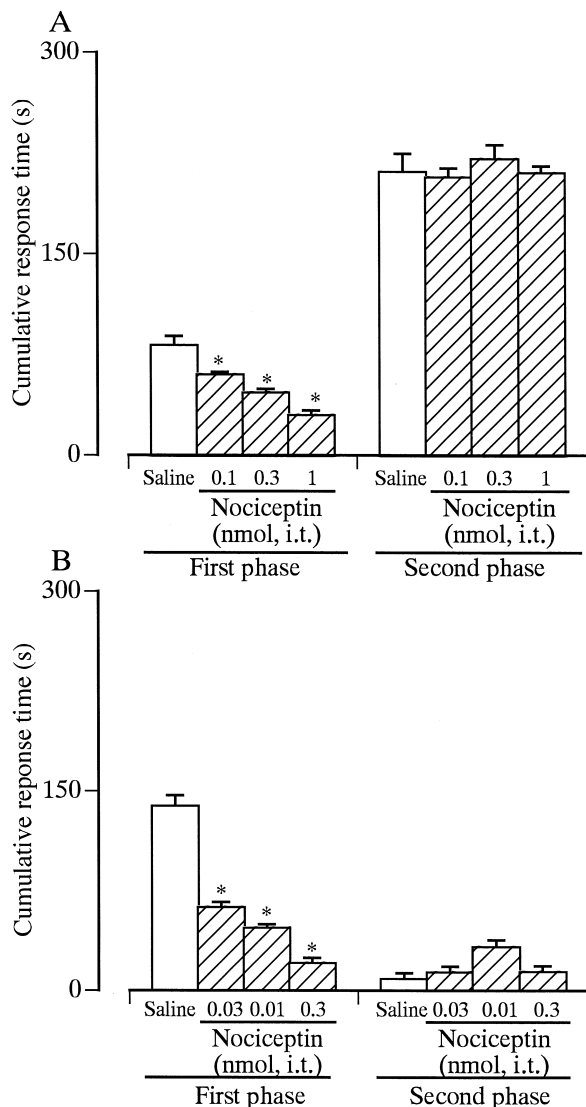 A
300
150
0
Cumulative response time (s)
* * *
Saline 0.1 0.3 1 Saline 0.1 0.3 1
Nociceptin Nociceptin
(nmol, i.t.) (nmol, i.t.)
First phase Second phase
B
300
150
0
Cumulative reponse time (s)
* * *
Saline 0.03 0.01 0.3 Saline 0.03 0.01 0.3
Nociceptin Nociceptin
(nmol, i.t.) (nmol, i.t.)
First phase Second phase